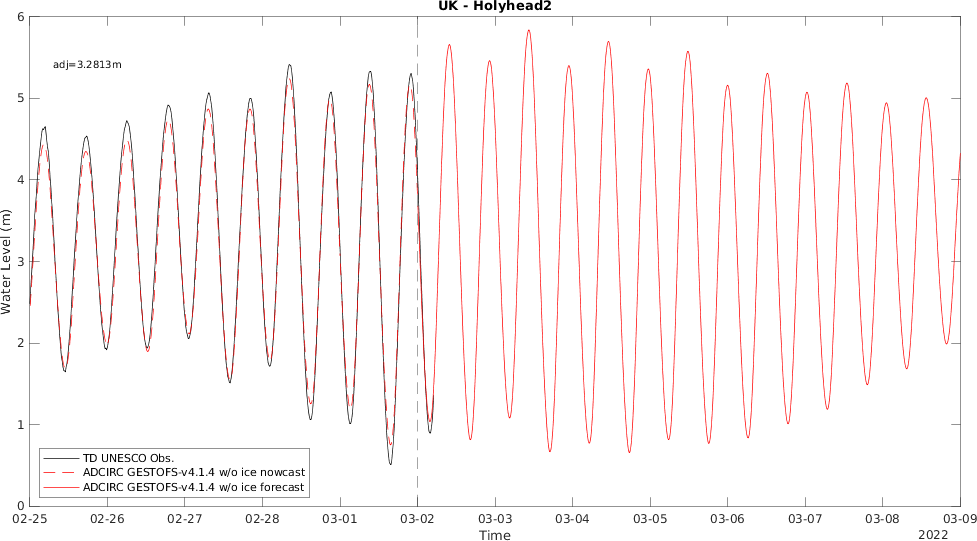 UK - Holyhead2
adj=3.2813m
Water Level (m)
6
5
4
3
2
1
0
TD UNESCO Obs.
ADCIRC GESTOFS-v4.1.4 w/o ice nowcast
ADCIRC GESTOFS-v4.1.4 w/o ice forecast
02-25 02-26 02-27 02-28 03-01 03-02 03-03 03-04 03-05 03-06 03-07 03-08 03-09
Time
2022